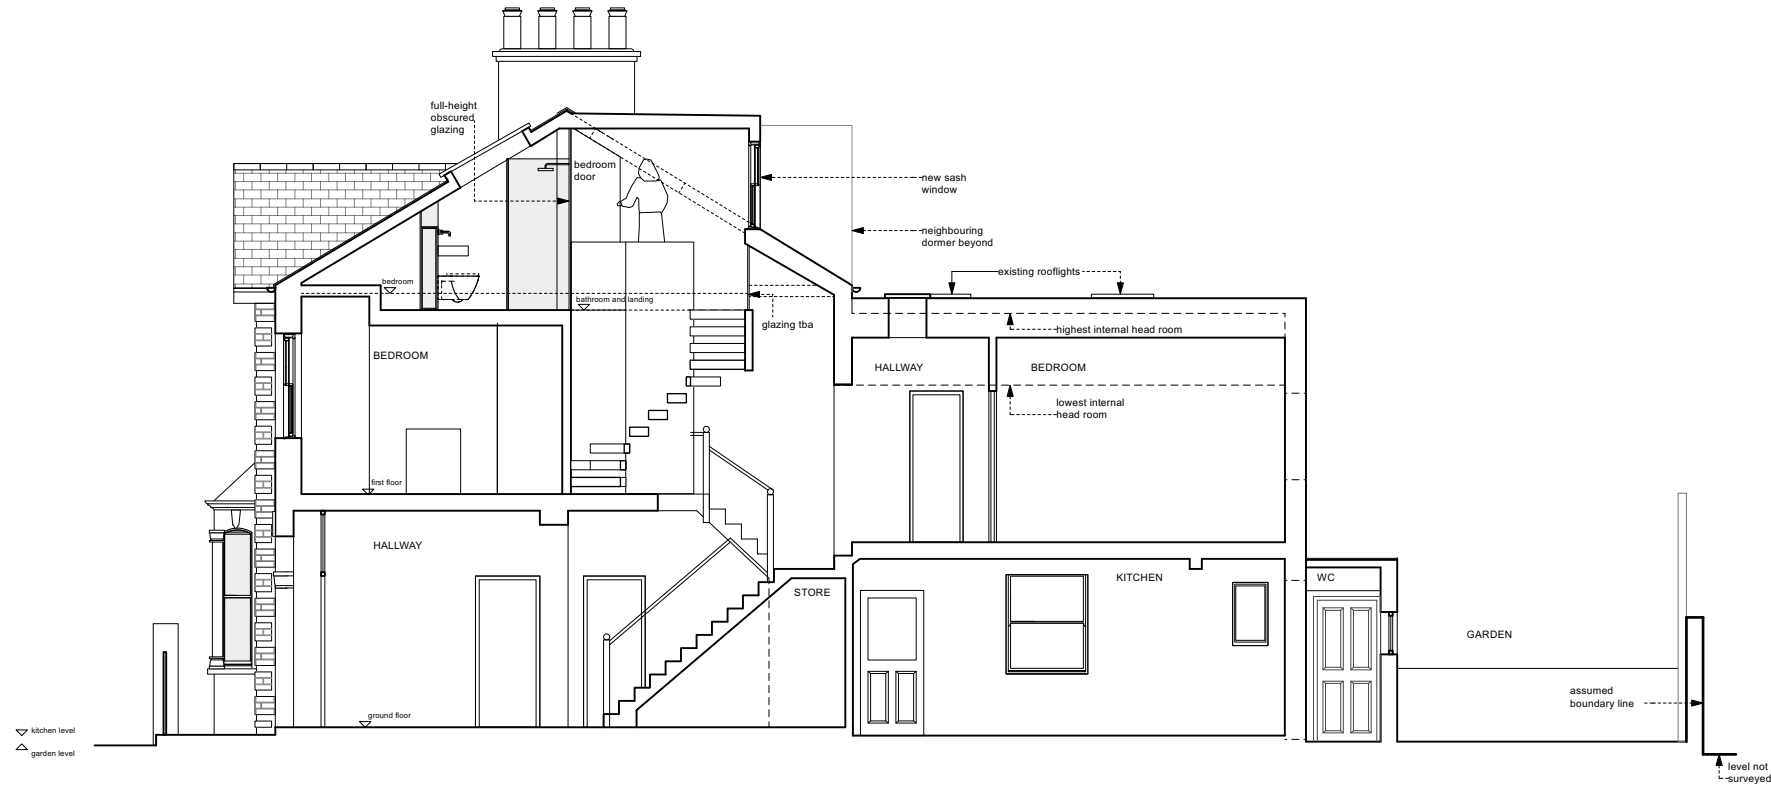 full-height
obscured
glazing
bedroom
door
new sash
window
neighbouring
dormer beyond
existing rooflights
bedroom
bathroom and landing
glazing tba
highest internal head room
BEDROOM
HALLWAY
BEDROOM
lowest internal
head room
first floor
HALLWAY
STORE
KITCHEN
WC
GARDEN
assumed
boundary line
ground floor
kitchen level
garden level
level not
surveyed